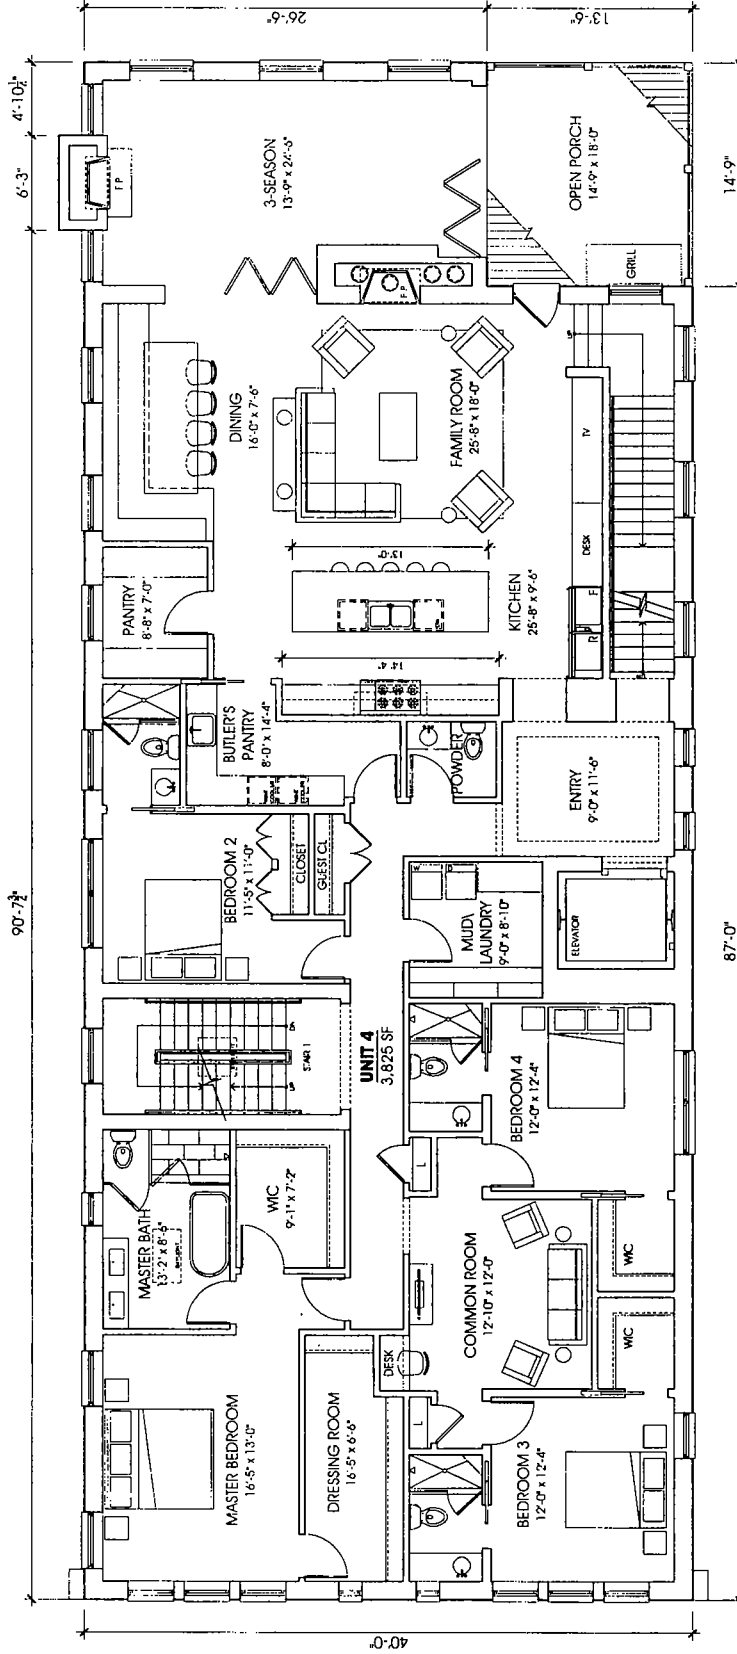 90'-7¾"
6'-3"
4'-10½"
40'-0"
26'-6"
13'-6"
87'-0"
14'-9"
MASTER BEDROOM
16'-5" x 13'-0"
MASTER BATH
13'-2" x 8'-6"
WIC
9'-1" x 7'-2"
DRESSING ROOM
16'-5" x 6'-6"
STAIR 1
UNIT 4
3,825 SF
BEDROOM 2
11'-5" x 11'-0"
CLOSET
GUEST CL
BUTLER'S
PANTRY
8'-0" x 14'-4"
PANTRY
8'-8" x 7'-0"
DINING
16'-0" x 7'-6"
3-SEASON
13'-9" x 24'-6"
F.P.
F.P.
FAMILY ROOM
25'-8" x 18'-0"
13'-0"
14'-4"
KITCHEN
25'-8" x 9'-6"
POWDER
ENTRY
9'-0" x 11'-6"
MUD\
LAUNDRY
9'-0" x 8'-10"
W
D
ELEVATOR
BEDROOM 4
12'-0" x 12'-4"
L
COMMON ROOM
12'-10" x 12'-0"
DESK
L
WIC
WIC
BEDROOM 3
12'-0" x 12'-4"
R
F
DESK
TV
OPEN PORCH
14'-9" x 18'-0"
GRILL